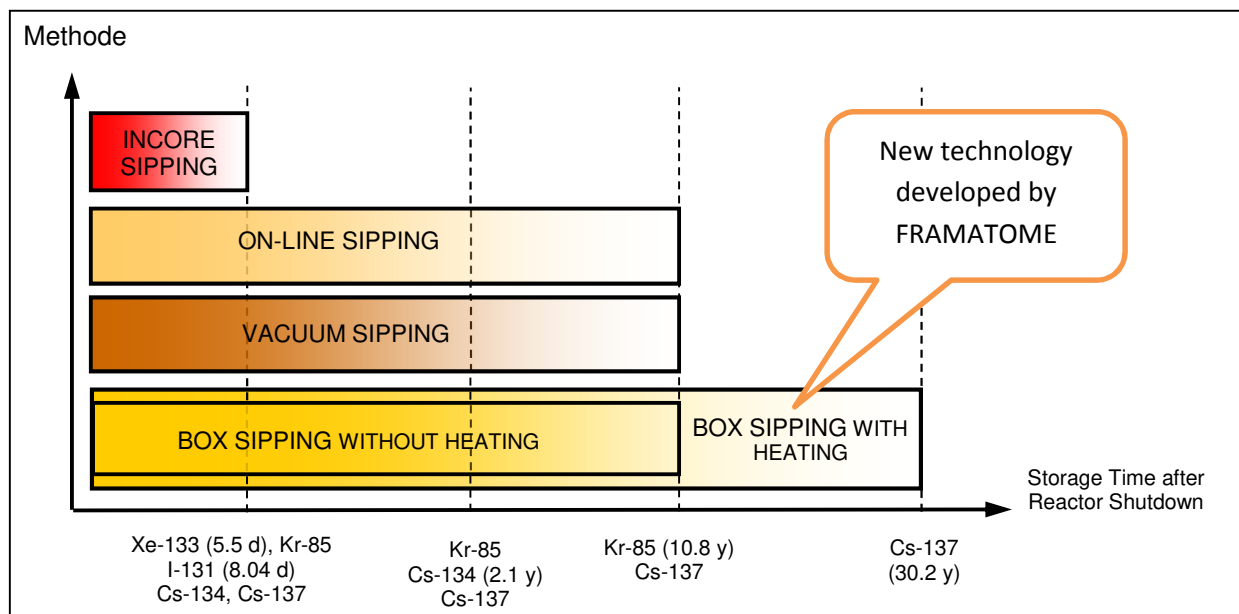 Methode
INCORE
SIPPING
ON-LINE SIPPING
VACUUM SIPPING
BOX SIPPING WITHOUT HEATING
BOX SIPPING WITH
HEATING
New technology
developed by
FRAMATOME
Storage Time after
Reactor Shutdown
Xe-133 (5.5 d), Kr-85
I-131 (8.04 d)
Cs-134, Cs-137
Kr-85
Cs-134 (2.1 y)
Cs-137
Kr-85 (10.8 y)
Cs-137
Cs-137
(30.2 y)